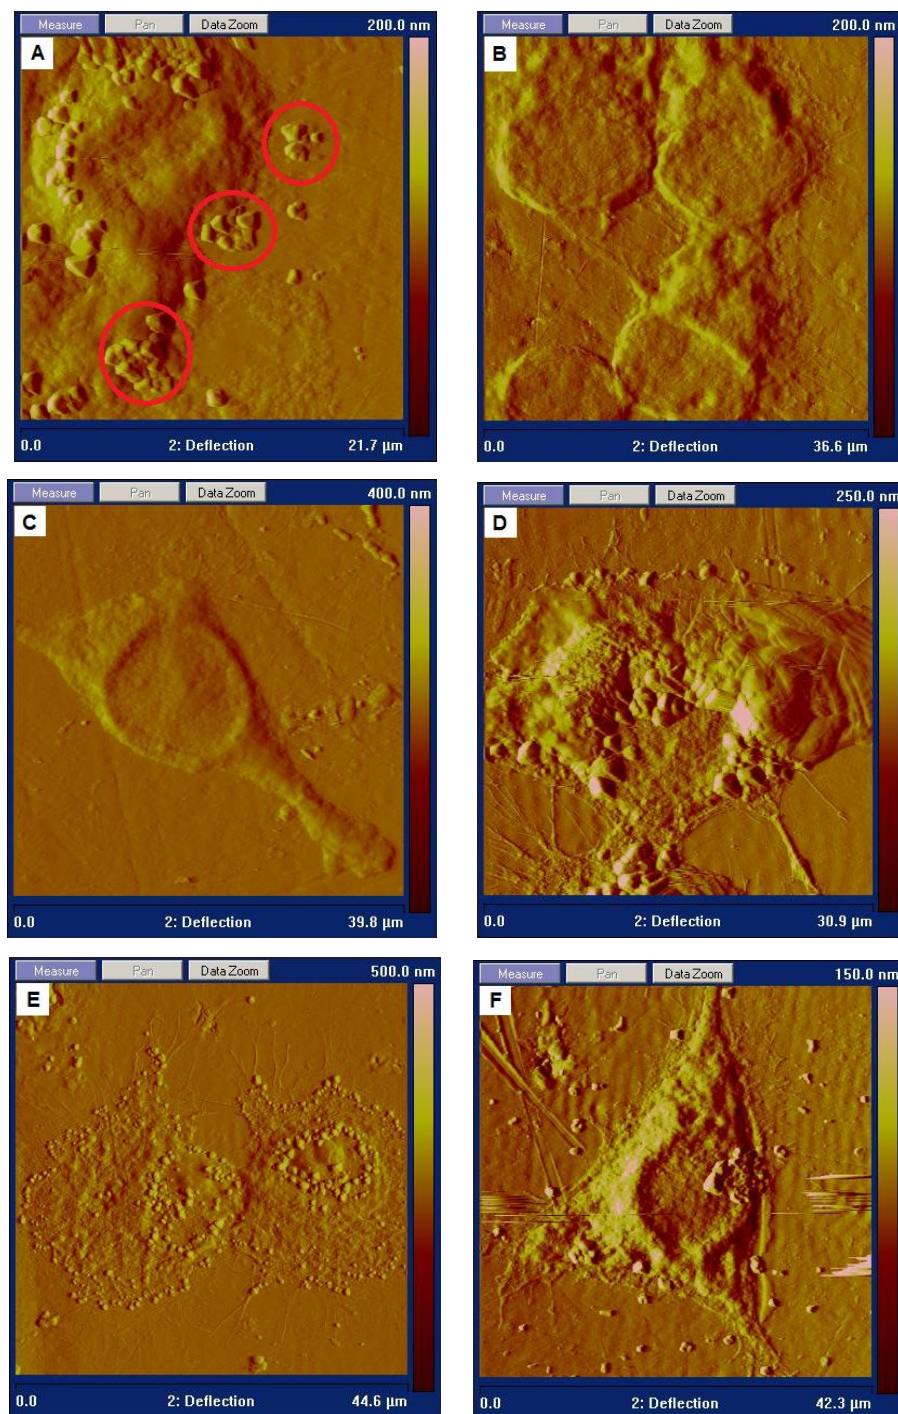 Measure Pan Data Zoom 200.0 nm
A
0.0 2: Deflection 21.7 µm
Measure Pan Data Zoom 200.0 nm
B
0.0 2: Deflection 36.6 µm
Measure Pan Data Zoom 400.0 nm
C
0.0 2: Deflection 39.8 µm
Measure Pan Data Zoom 250.0 nm
D
0.0 2: Deflection 30.9 µm
Measure Pan Data Zoom 500.0 nm
E
0.0 2: Deflection 44.6 µm
Measure Pan Data Zoom 150.0 nm
F
0.0 2: Deflection 42.3 µm